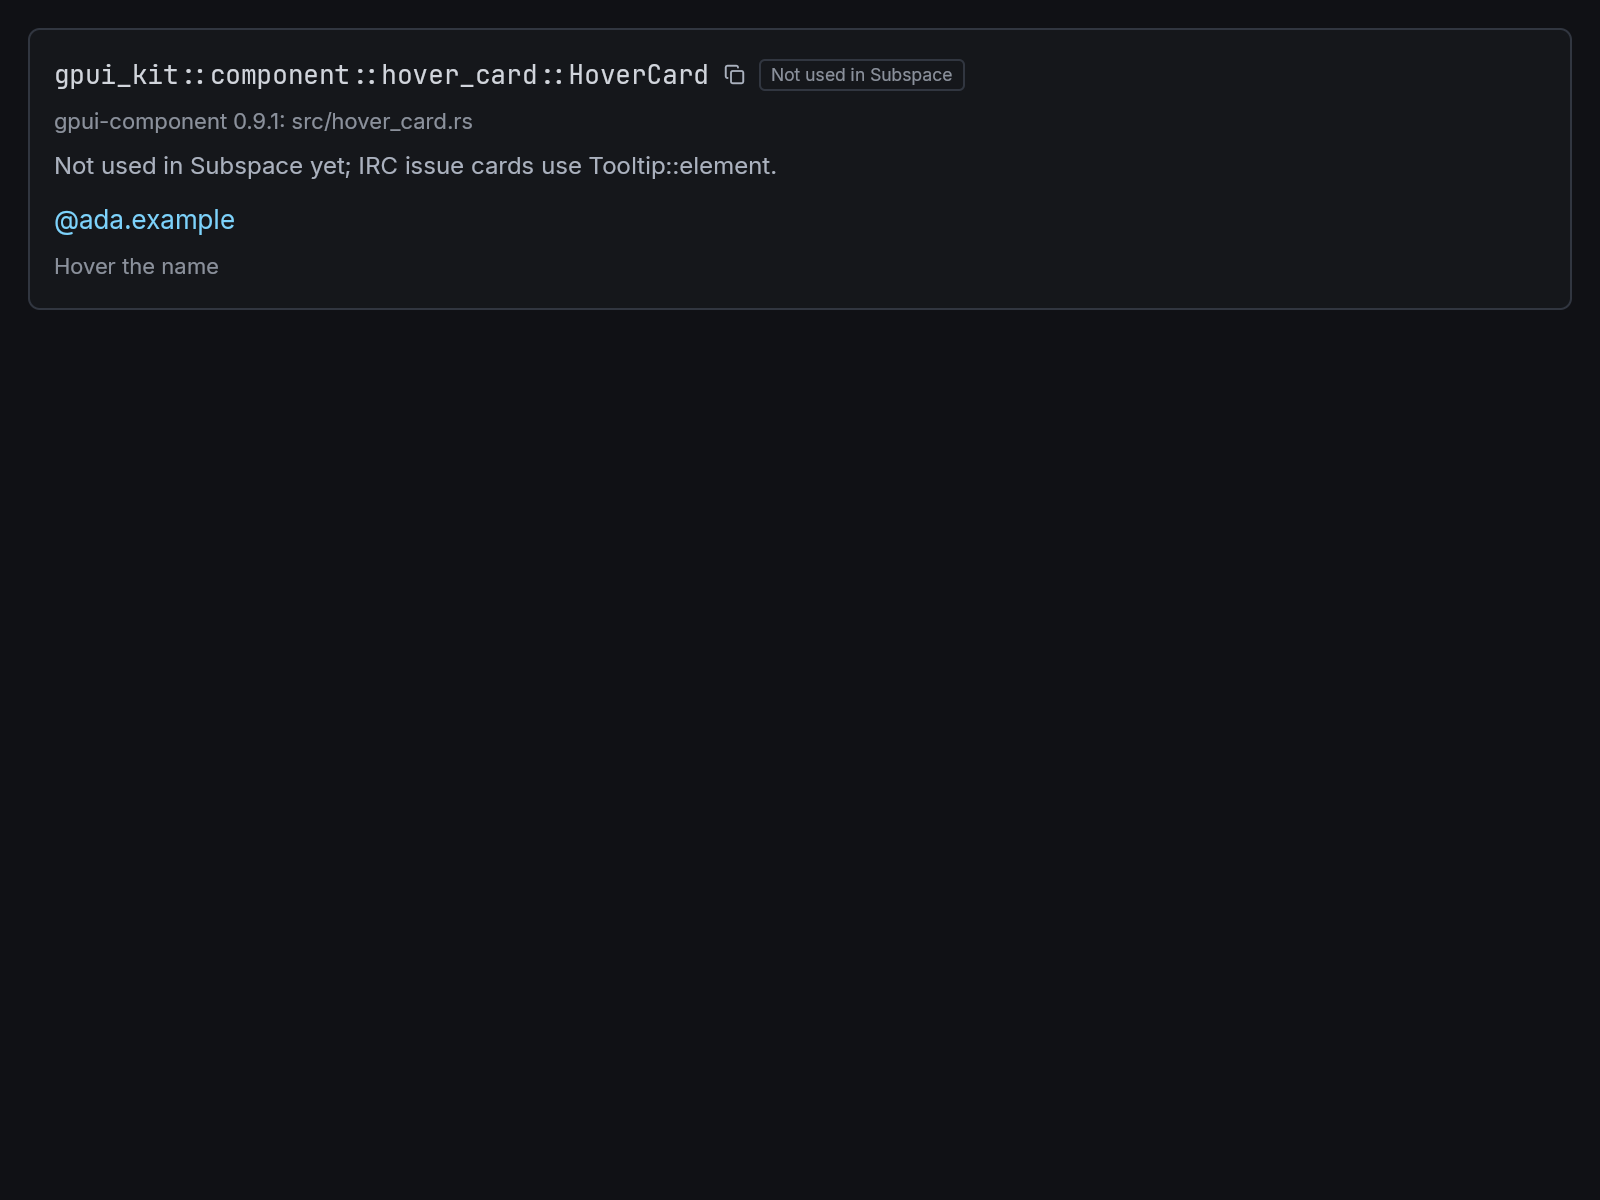 gpui_kit::component::hover_card::HoverCard Not used in Subspace
gpui-component 0.9.1: src/hover_card.rs
Not used in Subspace yet; IRC issue cards use Tooltip::element.
@ada.example
Hover the name